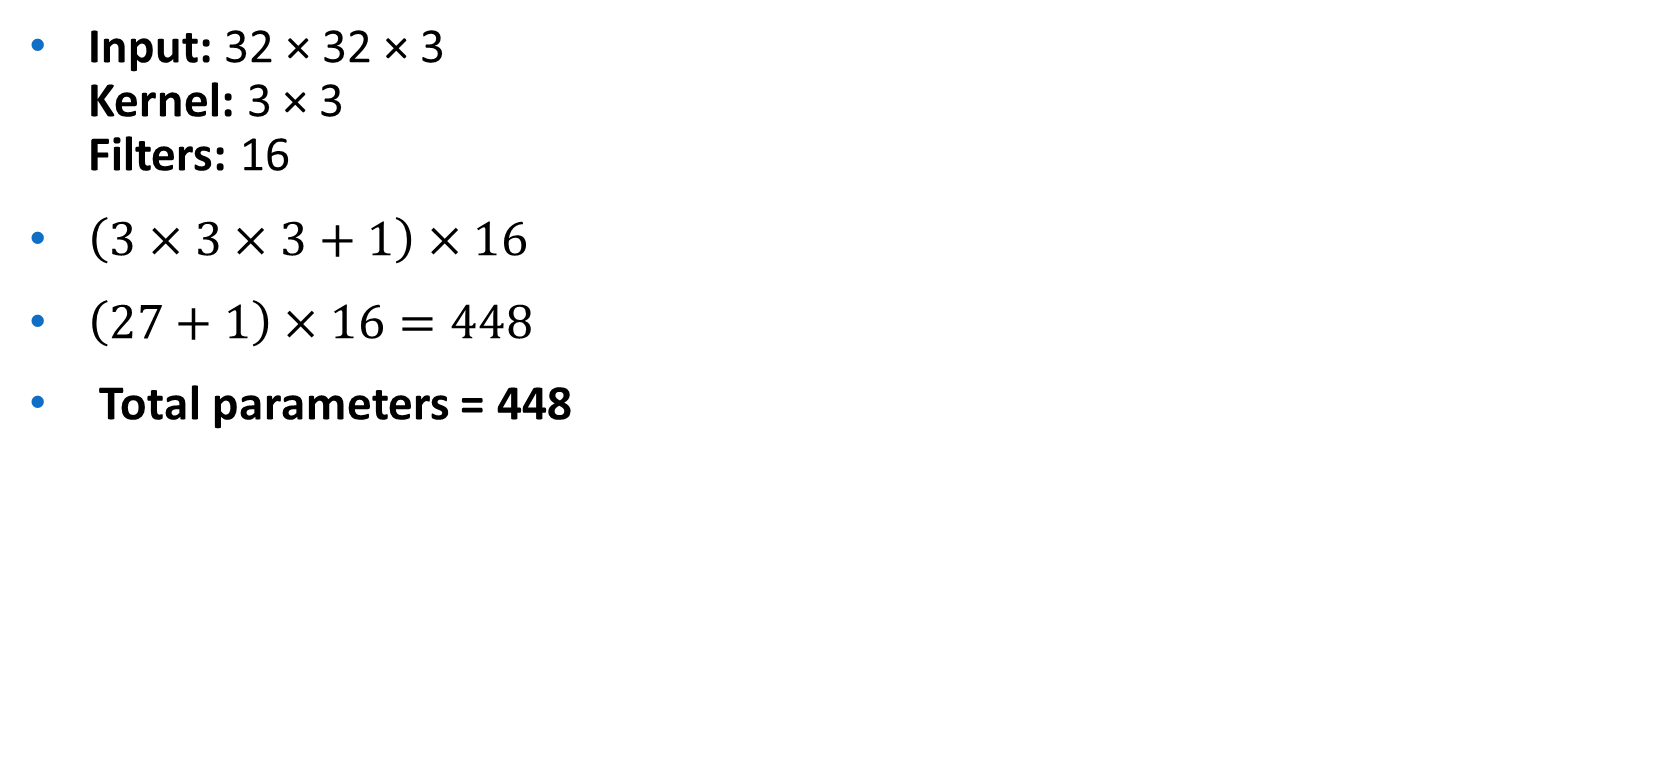 • Input: 32 × 32 × 3
Kernel: 3 × 3
Filters: 16
• (3 × 3 × 3 + 1) × 16
• (27 + 1) × 16 = 448
• Total parameters = 448